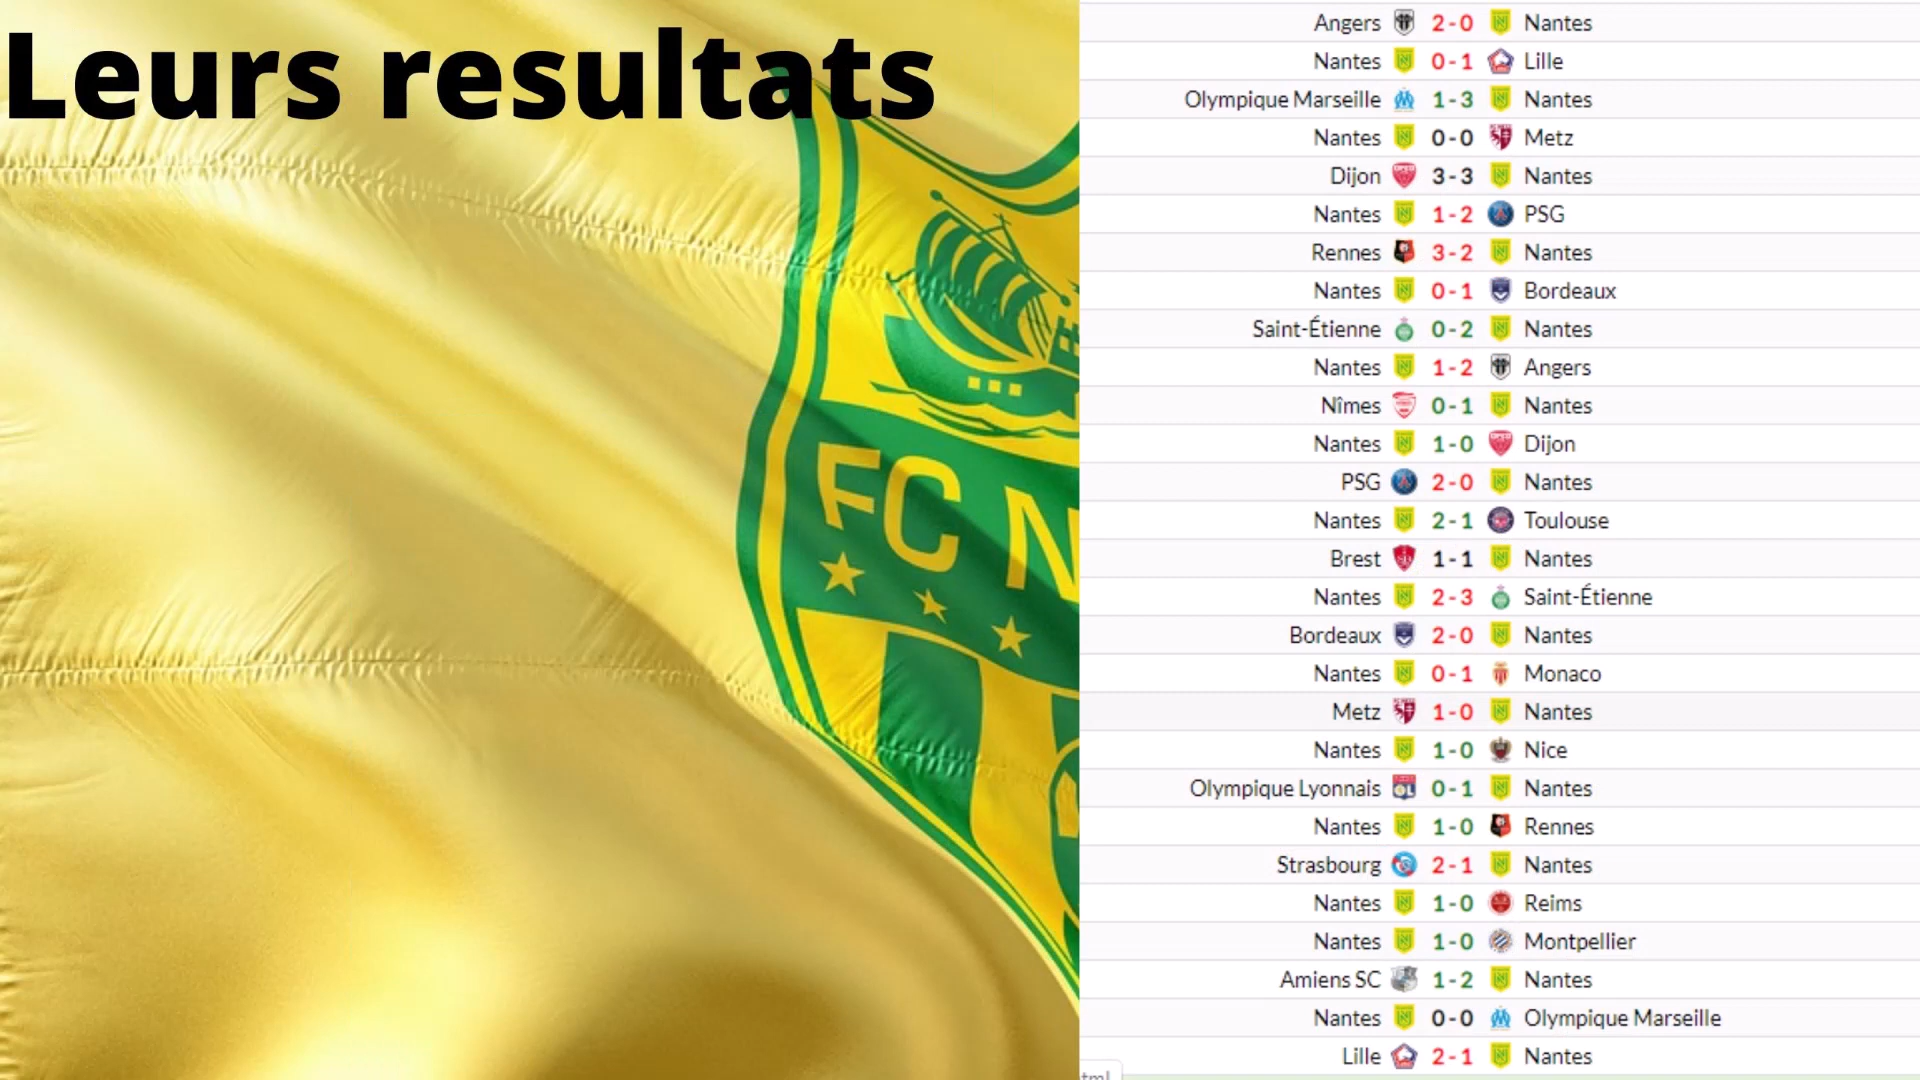 Leurs resultats
FC N
Angers 2 - 0 Nantes
Nantes 0 - 1 Lille
Olympique Marseille 1 - 3 Nantes
Nantes 0 - 0 Metz
Dijon 3 - 3 Nantes
Nantes 1 - 2 PSG
Rennes 3 - 2 Nantes
Nantes 0 - 1 Bordeaux
Saint-Étienne 0 - 2 Nantes
Nantes 1 - 2 Angers
Nîmes 0 - 1 Nantes
Nantes 1 - 0 Dijon
PSG 2 - 0 Nantes
Nantes 2 - 1 Toulouse
Brest 1 - 1 Nantes
Nantes 2 - 3 Saint-Étienne
Bordeaux 2 - 0 Nantes
Nantes 0 - 1 Monaco
Metz 1 - 0 Nantes
Nantes 1 - 0 Nice
Olympique Lyonnais 0 - 1 Nantes
Nantes 1 - 0 Rennes
Strasbourg 2 - 1 Nantes
Nantes 1 - 0 Reims
Nantes 1 - 0 Montpellier
Amiens SC 1 - 2 Nantes
Nantes 0 - 0 Olympique Marseille
Lille 2 - 1 Nantes